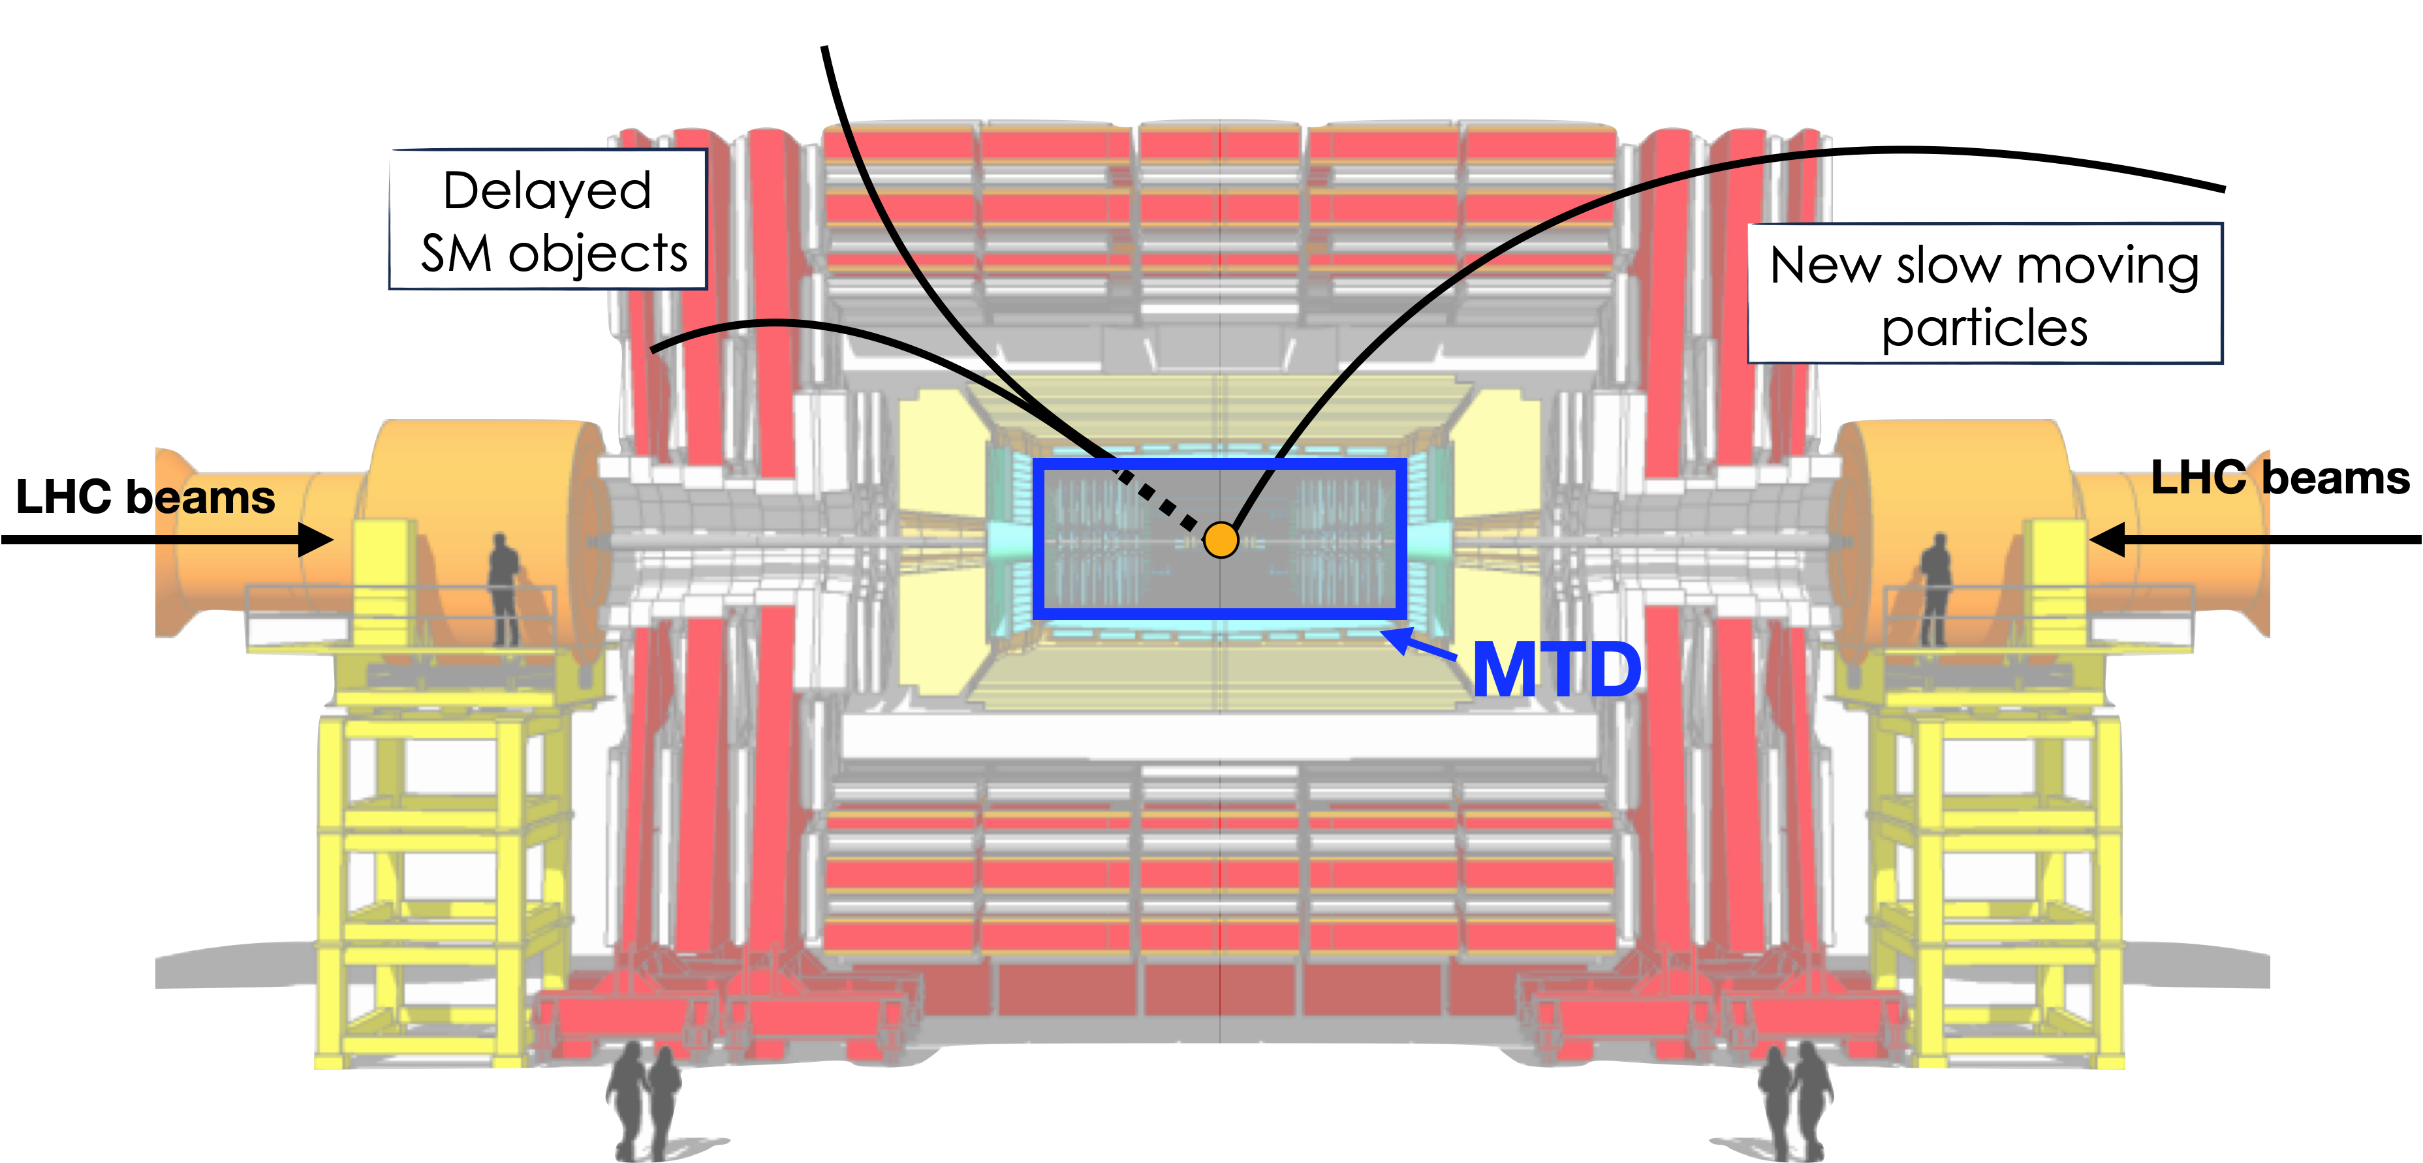 Delayed
SM objects
New slow moving
particles
LHC beams
LHC beams
MTD